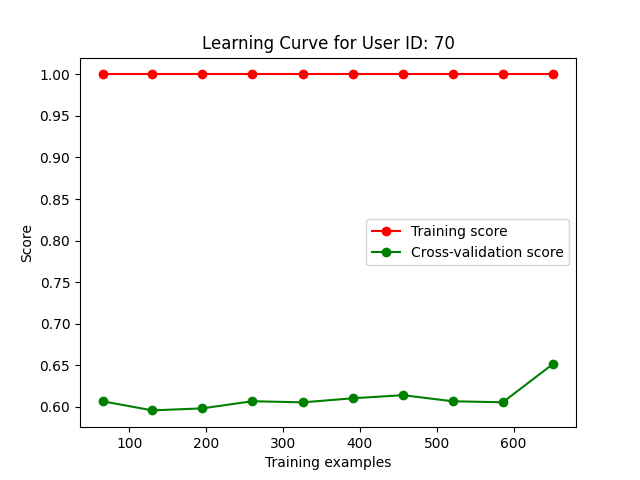 Learning Curve for User ID: 70
1.00
0.95
0.90
0.85
0.80
0.75
0.70
0.65
0.60
Score
Training score
Cross-validation score
100 200 300 400 500 600
Training examples